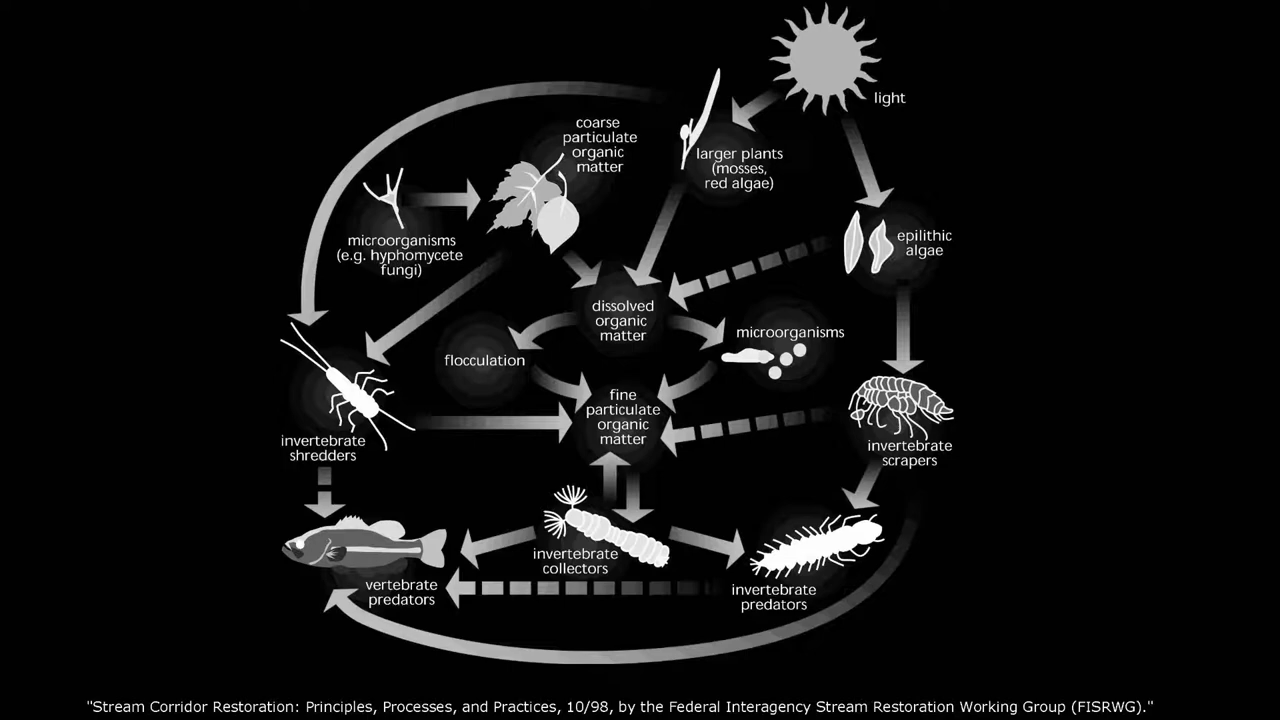 light
coarse
particulate
organic
matter
larger plants
(mosses,
red algae)
microorganisms
(e.g. hyphomycete
fungi)
epilithic
algae
dissolved
organic
matter
microorganisms
flocculation
fine
particulate
organic
matter
invertebrate
shredders
invertebrate
scrapers
invertebrate
collectors
vertebrate
predators
invertebrate
predators
"Stream Corridor Restoration: Principles, Processes, and Practices, 10/98, by the Federal Interagency Stream Restoration Working Group (FISRWG)."